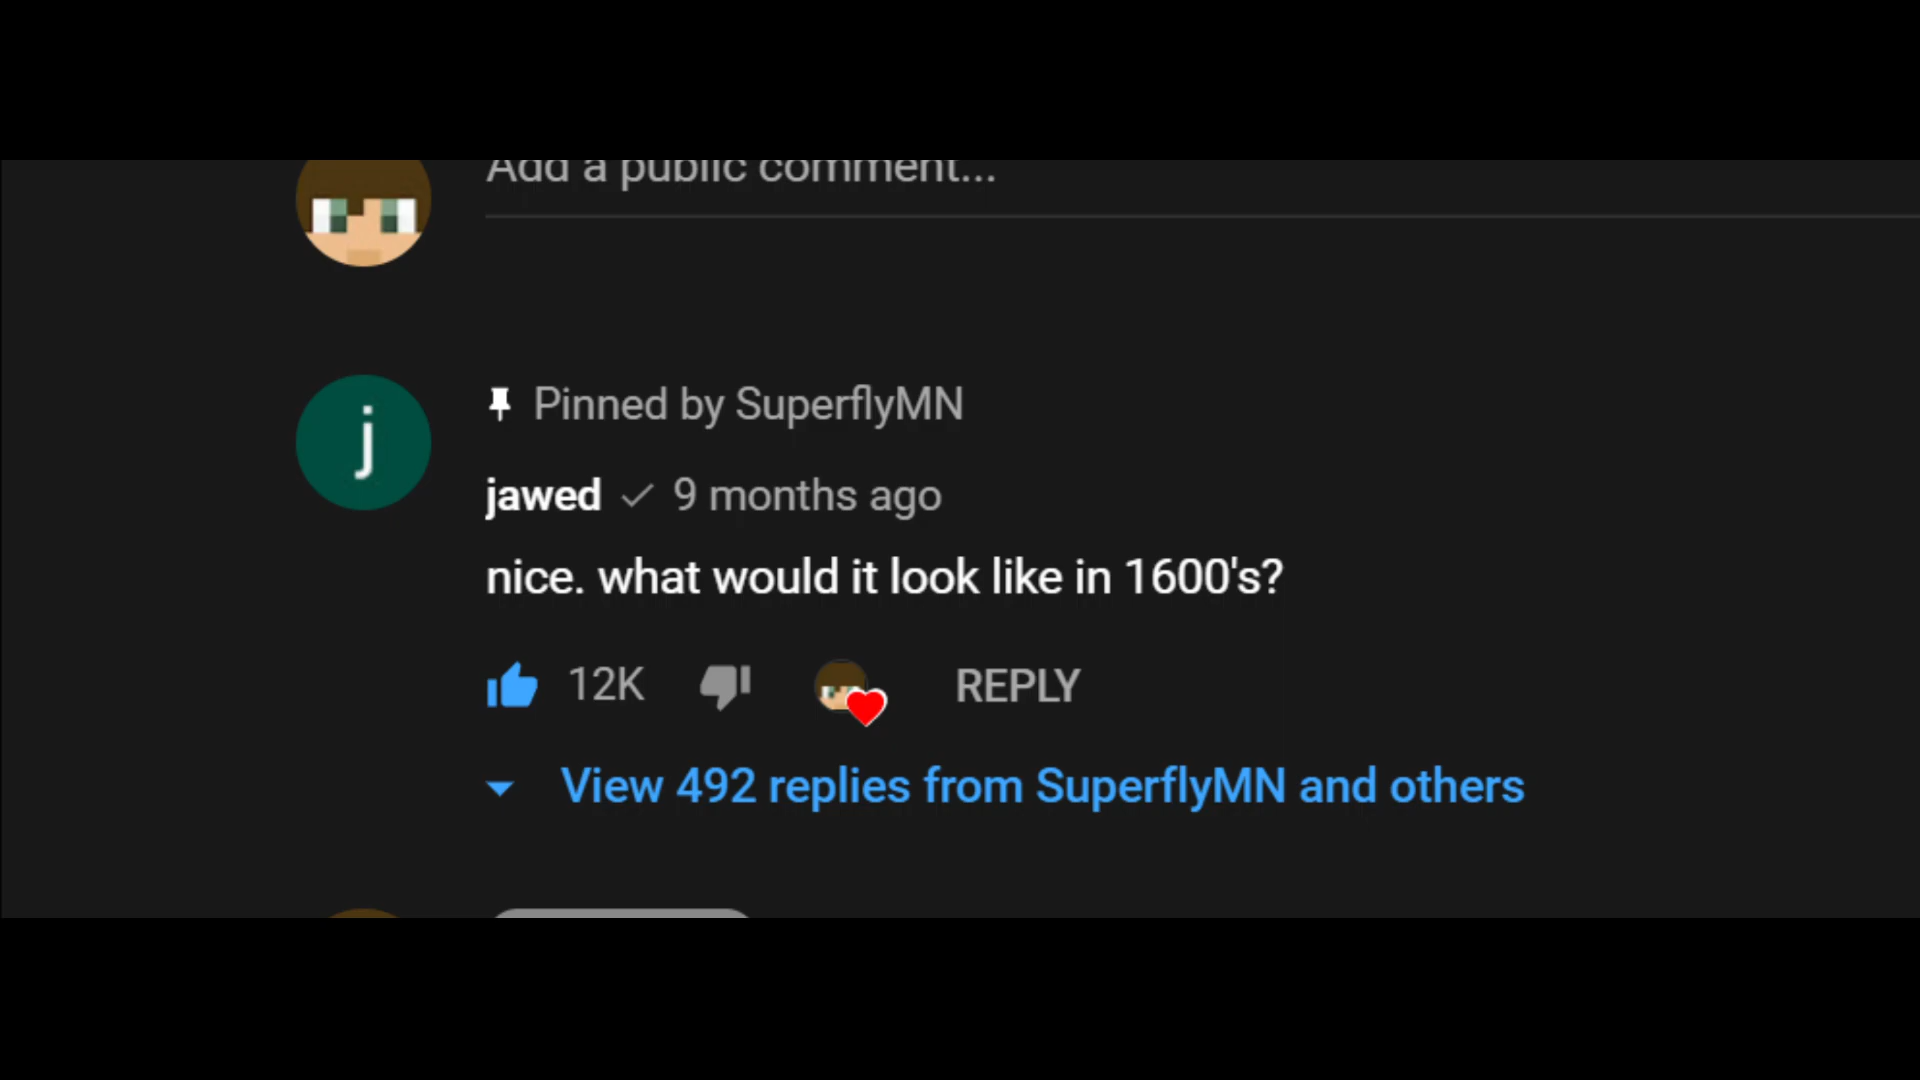 Add a public comment...
j
Pinned by SuperflyMN
jawed 9 months ago
nice. what would it look like in 1600's?
12K REPLY
View 492 replies from SuperflyMN and others